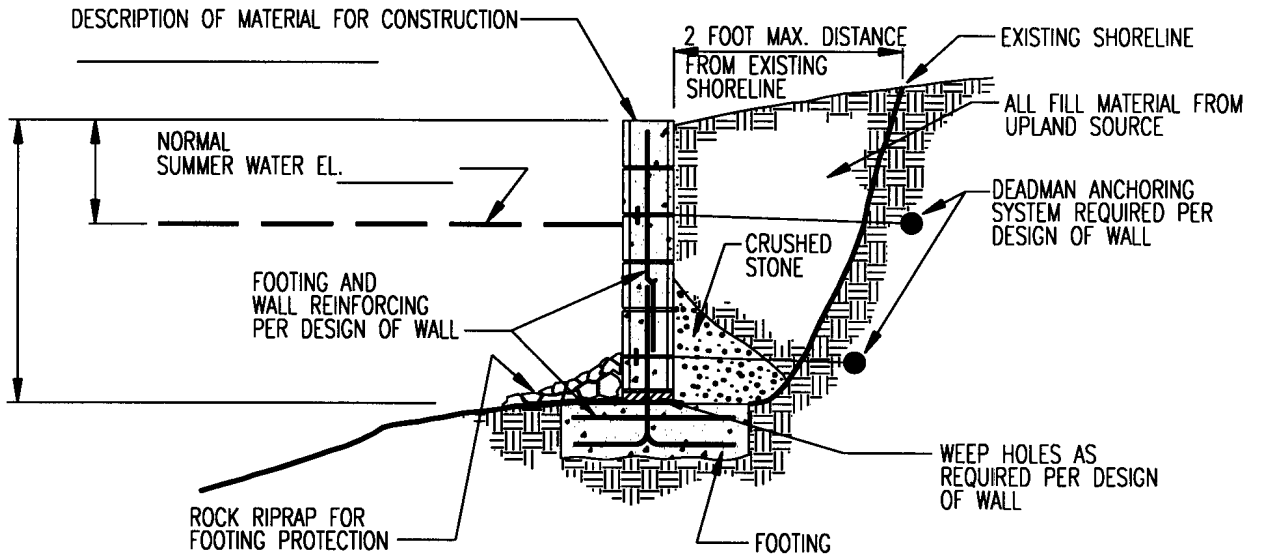 DESCRIPTION OF MATERIAL FOR CONSTRUCTION
2 FOOT MAX. DISTANCE
FROM EXISTING
SHORELINE
EXISTING SHORELINE
ALL FILL MATERIAL FROM
UPLAND SOURCE
NORMAL
SUMMER WATER EL.
DEADMAN ANCHORING
SYSTEM REQUIRED PER
DESIGN OF WALL
CRUSHED
STONE
FOOTING AND
WALL REINFORCING
PER DESIGN OF WALL
WEEP HOLES AS
REQUIRED PER DESIGN
OF WALL
ROCK RIPRAP FOR
FOOTING PROTECTION
FOOTING